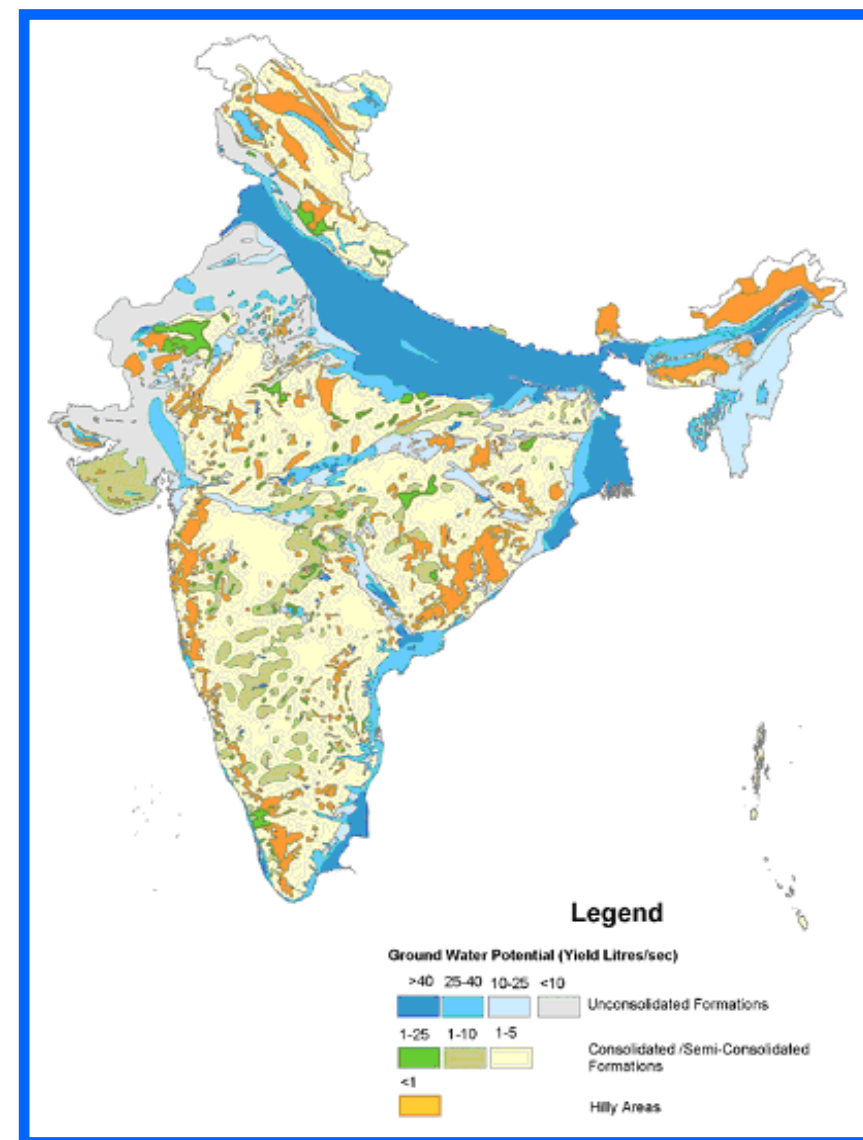 Legend
Ground Water Potential (Yield Litres/sec)
>40 25-40 10-25 <10
Unconsolidated Formations
1-25 1-10 1-5
Consolidated /Semi-Consolidated
Formations
<1
Hilly Areas